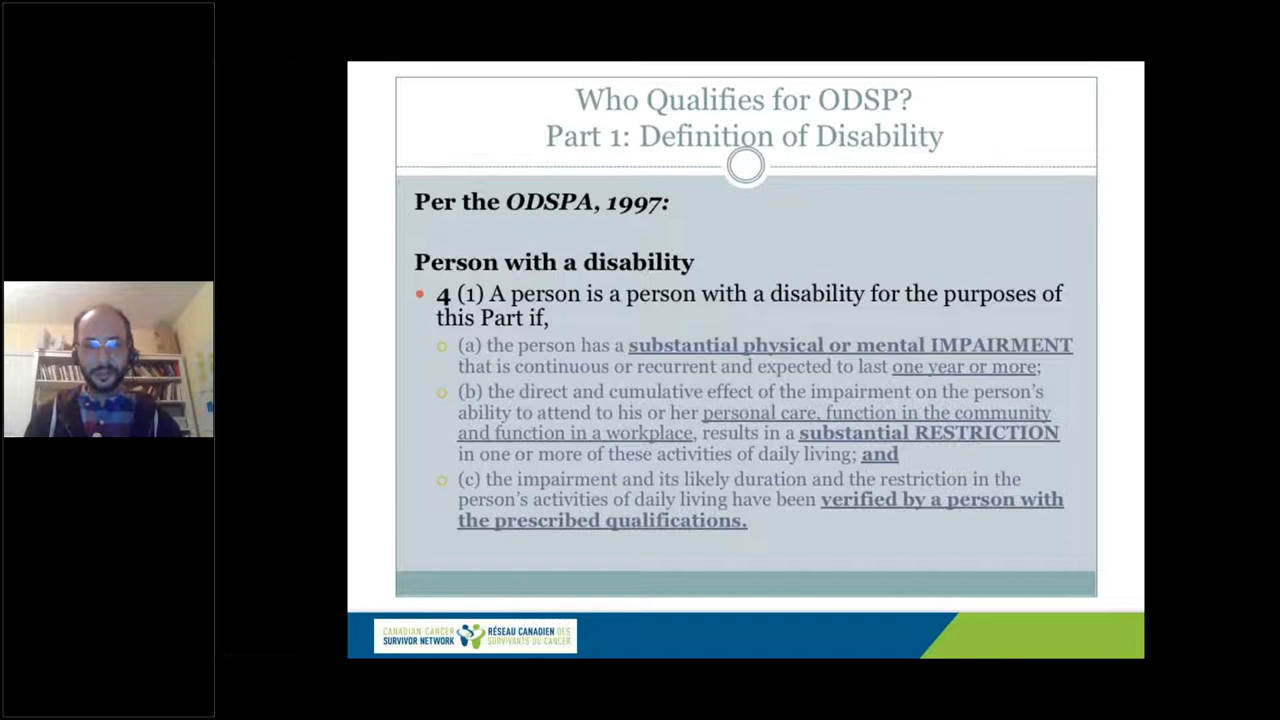 Who Qualifies for ODSP?
Part 1: Definition of Disability
Per the ODSPA, 1997:
Person with a disability
4 (1) A person is a person with a disability for the purposes of
this Part if,
(a) the person has a substantial physical or mental IMPAIRMENT
that is continuous or recurrent and expected to last one year or more;
(b) the direct and cumulative effect of the impairment on the person's
ability to attend to his or her personal care, function in the community
and function in a workplace, results in a substantial RESTRICTION
in one or more of these activities of daily living; and
(c) the impairment and its likely duration and the restriction in the
person's activities of daily living have been verified by a person with
the prescribed qualifications.
CANADIAN CANCER
SURVIVOR NETWORK
RÉSEAU CANADIEN DES
SURVIVANTS DU CANCER